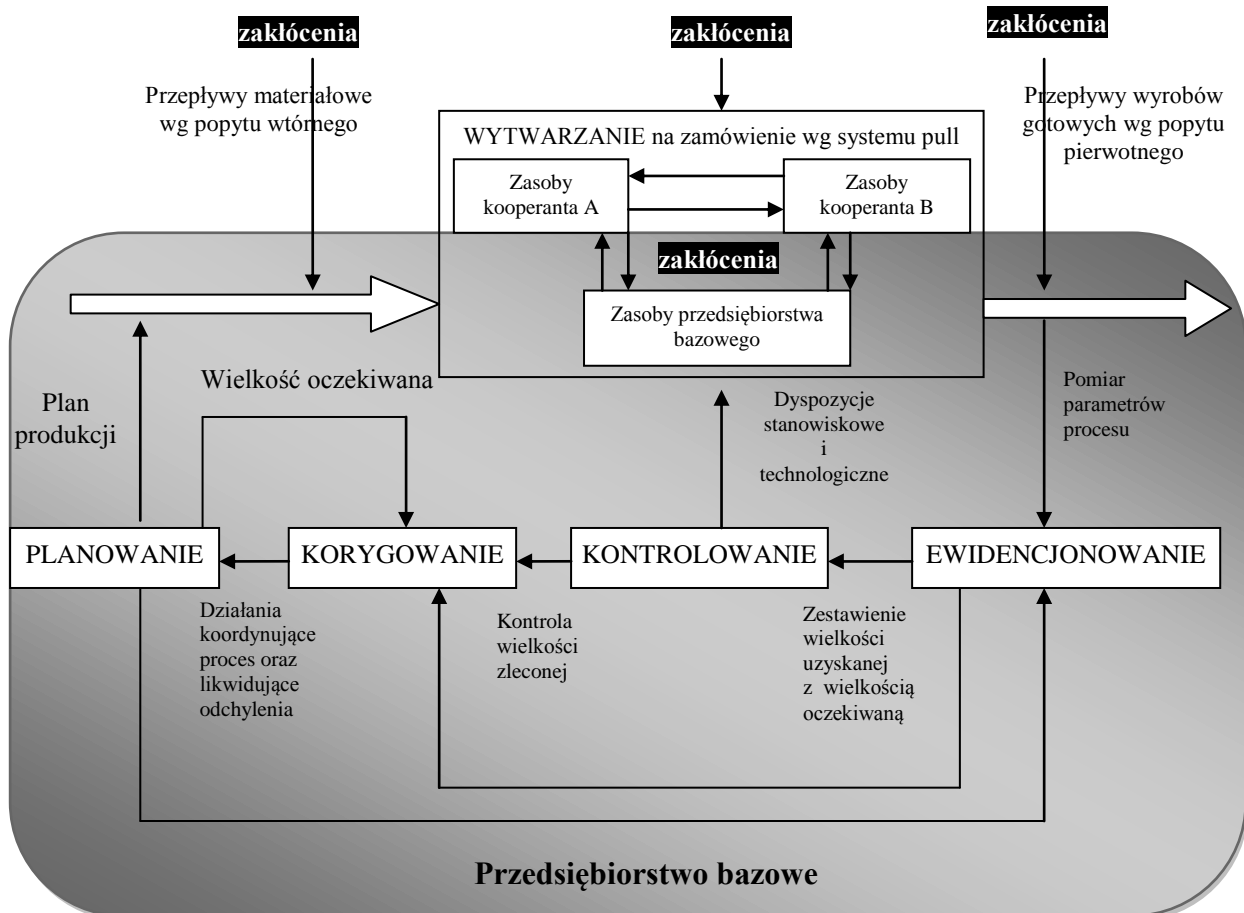 zakłócenia
zakłócenia
zakłócenia
Przepływy materiałowe
wg popytu wtórnego
Przepływy wyrobów
gotowych wg popytu
pierwotnego
WYTWARZANIE na zamówienie wg systemu pull
Zasoby
kooperanta A
Zasoby
kooperanta B
zakłócenia
Zasoby przedsiębiorstwa
bazowego
Wielkość oczekiwana
Plan
produkcji
Dyspozycje
stanowiskowe
i
technologiczne
Pomiar
parametrów
procesu
PLANOWANIE
KORYGOWANIE
KONTROLOWANIE
EWIDENCJONOWANIE
Działania
koordynujące
proces oraz
likwidujące
odchylenia
Kontrola
wielkości
zleconej
Zestawienie
wielkości
uzyskanej
z wielkością
oczekiwaną
Przedsiębiorstwo bazowe